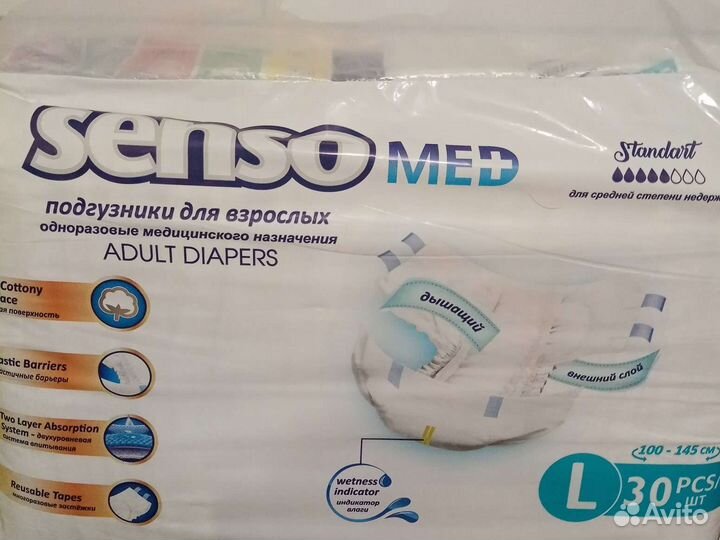 senso MED
Standart
для средней степени недерж
подгузники для взрослых
одноразовые медицинского назначения
ADULT DIAPERS
Cottony
ace
ая поверхность
дышащий
внешний слой
astic Barriers
астичные барьеры
Two Layer Absorption
System – двухуровневая
система впитывания
Reusable Tapes
многоразовые застёжки
wetness
indicator
индикатор
влаги
100 - 145 см
L 30 PCS/
ШТ
Avito